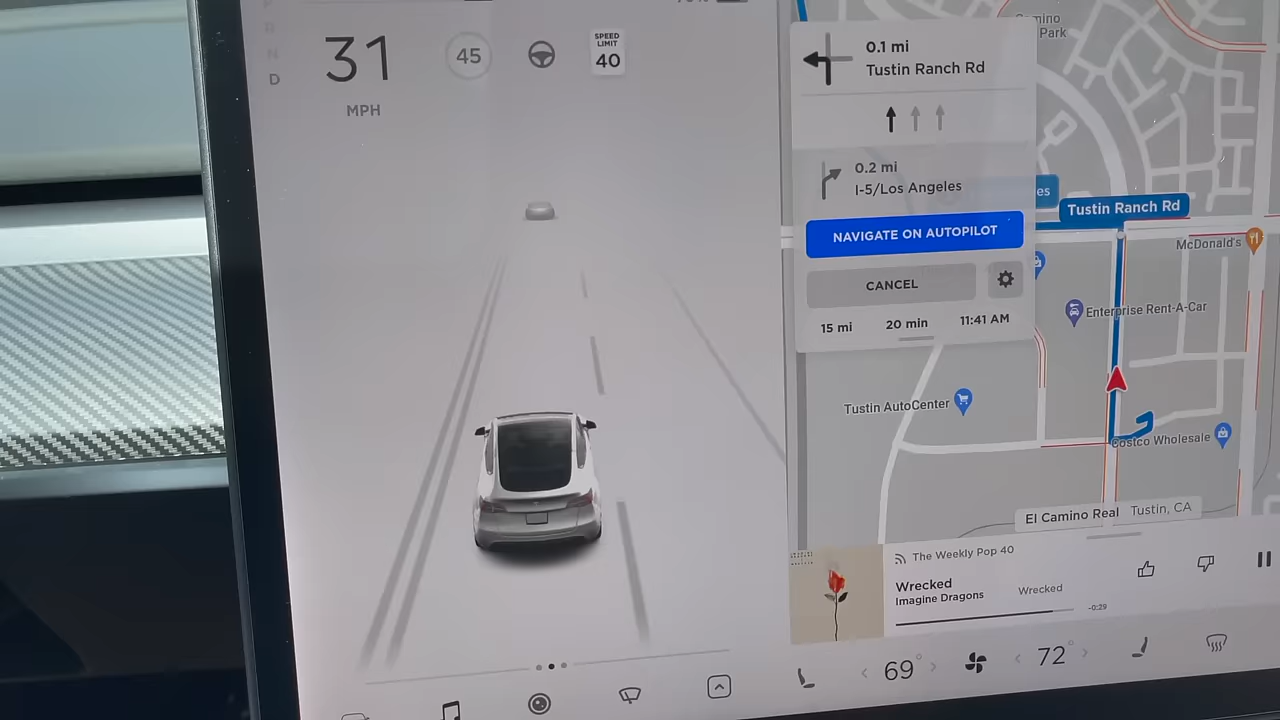 R
N
D
31
MPH
45
SPEED
LIMIT
40
0.1 mi
Tustin Ranch Rd
0.2 mi
I-5/Los Angeles
NAVIGATE ON AUTOPILOT
CANCEL
15 mi
20 min
11:41 AM
mino
Park
es
Tustin Ranch Rd
McDonald's
Enterprise Rent-A-Car
Tustin AutoCenter
Costco Wholesale
El Camino Real Tustin, CA
The Weekly Pop 40
Wrecked
Imagine Dragons
Wrecked
-0:29
< 69° >
< 72° >